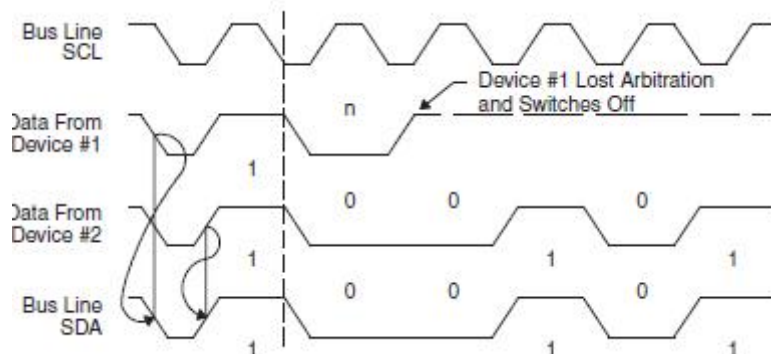 Bus Line
SCL
Device #1 Lost Arbitration
and Switches Off
n
Data From
Device #1
1
0 0 0
Data From
Device #2
1 1 1
0 0 0
Bus Line
SDA
1 1 1